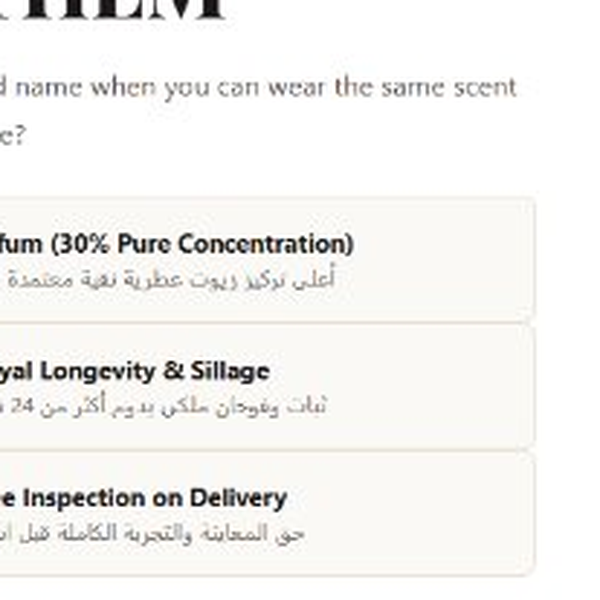 THEM
name when you can wear the same scent
e?
fum (30% Pure Concentration)
أعلى تركيز زيوت عطرية نقية معتمدة
yal Longevity & Sillage
ثبات وفوحان ملكي يدوم أكثر من 24
e Inspection on Delivery
حق المعاينة والتجربة الكاملة قبل